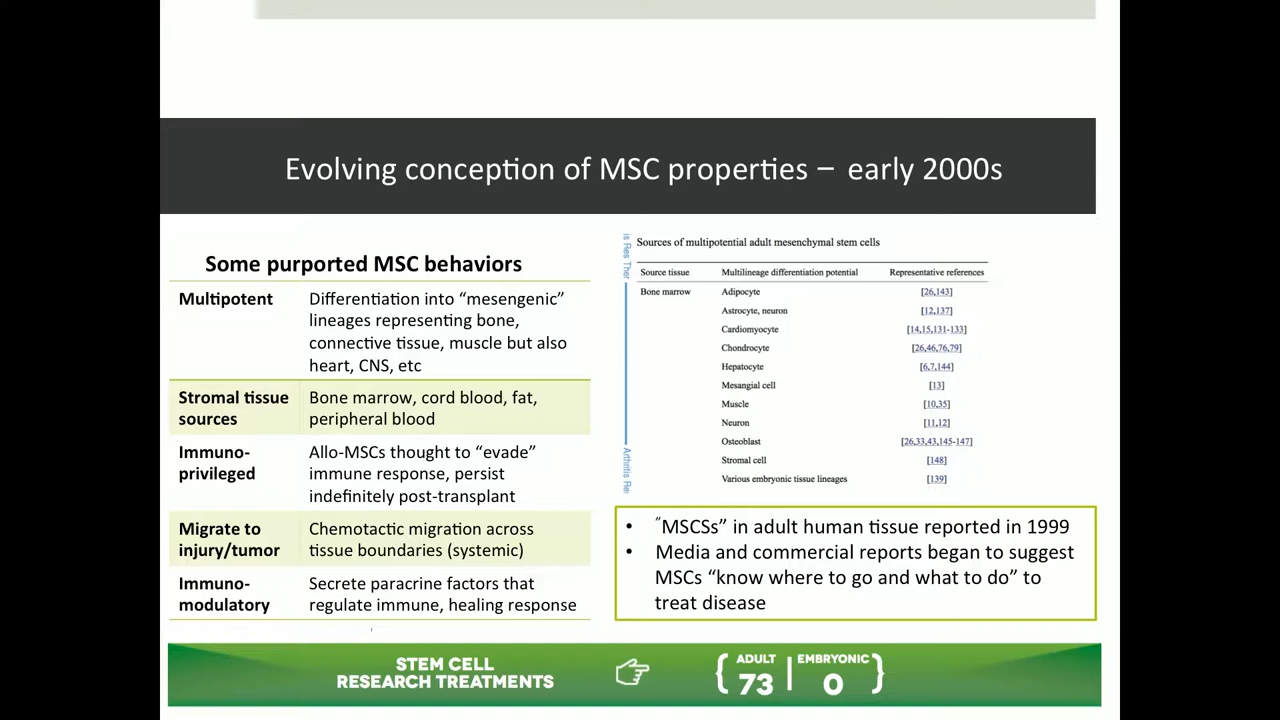 Evolving conception of MSC properties – early 2000s
Some purported MSC behaviors
Multipotent
Differentiation into “mesengenic”
lineages representing bone,
connective tissue, muscle but also
heart, CNS, etc
Stromal tissue
sources
Bone marrow, cord blood, fat,
peripheral blood
Immuno-
privileged
Allo-MSCs thought to “evade”
immune response, persist
indefinitely post-transplant
Migrate to
injury/tumor
Chemotactic migration across
tissue boundaries (systemic)
Immuno-
modulatory
Secrete paracrine factors that
regulate immune, healing response
is Res Ther
Arthritis Re
Sources of multipotential adult mesenchymal stem cells
Source tissue Multilineage differentiation potential Representative references
Bone marrow Adipocyte [26,143]
Astrocyte, neuron [12,137]
Cardiomyocyte [14,15,131-133]
Chondrocyte [26,46,76,79]
Hepatocyte [6,7,144]
Mesangial cell [13]
Muscle [10,35]
Neuron [11,12]
Osteoblast [26,33,43,145-147]
Stromal cell [148]
Various embryonic tissue lineages [139]
• ”MSCSs” in adult human tissue reported in 1999
• Media and commercial reports began to suggest
MSCs “know where to go and what to do” to
treat disease
STEM CELL
RESEARCH TREATMENTS
ADULT
73
EMBRYONIC
0